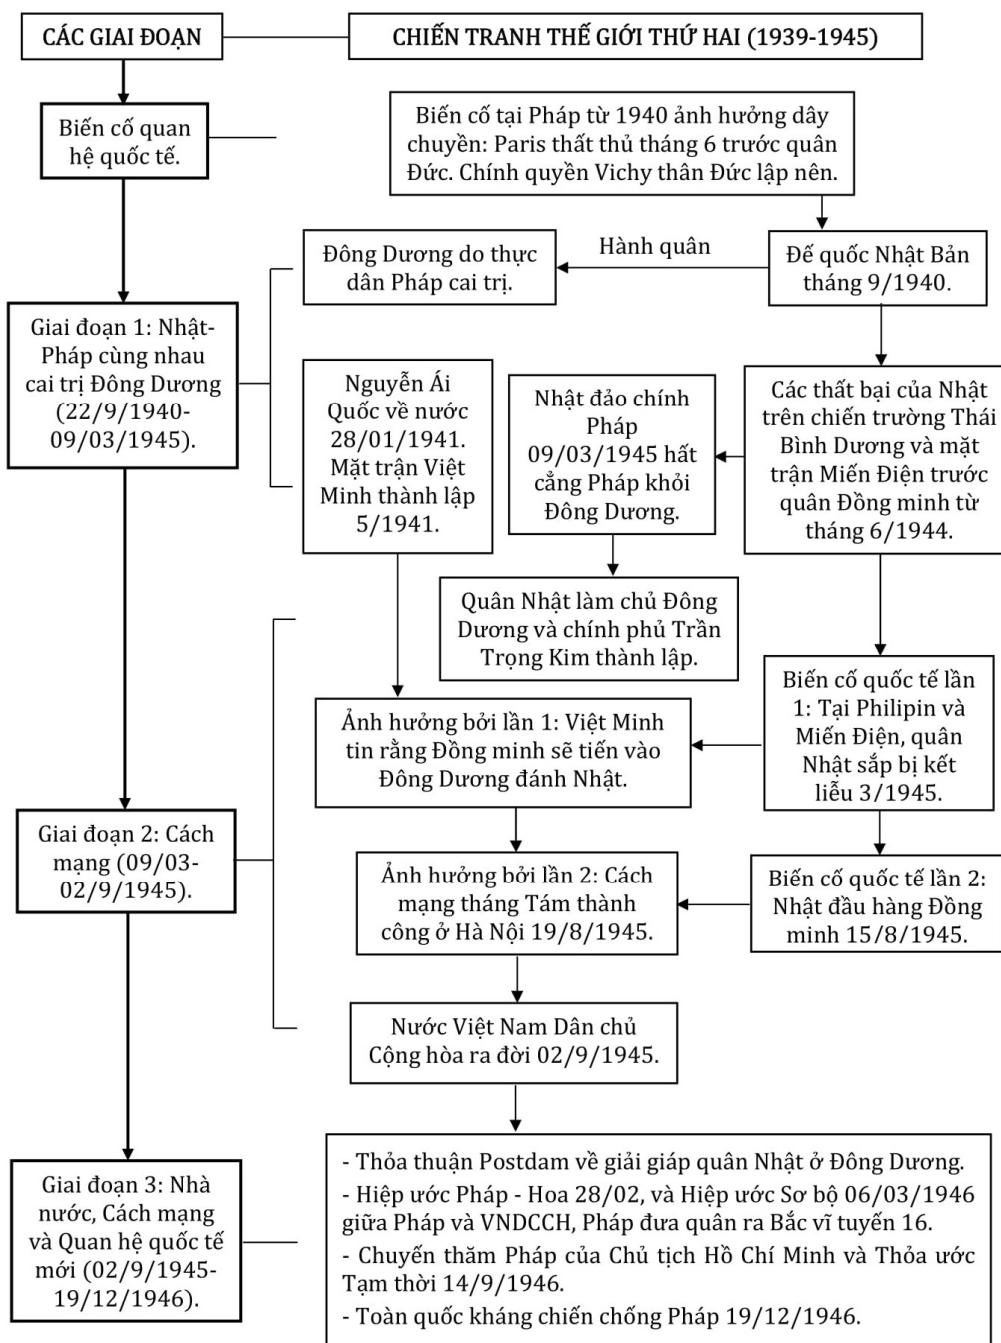 CÁC GIAI ĐOẠN
CHIẾN TRANH THẾ GIỚI THỨ HAI (1939-1945)
Biến cố quan
hệ quốc tế.
Biến cố tại Pháp từ 1940 ảnh hưởng dây
chuyền: Paris thất thủ tháng 6 trước quân
Đức. Chính quyền Vichy thân Đức lập nên.
Đông Dương do thực
dân Pháp cai trị.
Hành quân
Đế quốc Nhật Bản
tháng 9/1940.
Giai đoạn 1: Nhật-
Pháp cùng nhau
cai trị Đông Dương
(22/9/1940-
09/03/1945).
Nguyễn Ái
Quốc về nước
28/01/1941.
Mặt trận Việt
Minh thành lập
5/1941.
Nhật đảo chính
Pháp
09/03/1945 hất
cẳng Pháp khỏi
Đông Dương.
Các thất bại của Nhật
trên chiến trường Thái
Bình Dương và mặt
trận Miến Điện trước
quân Đồng minh từ
tháng 6/1944.
Quân Nhật làm chủ Đông
Dương và chính phủ Trần
Trọng Kim thành lập.
Biến cố quốc tế lần
1: Tại Philipin và
Miến Điện, quân
Nhật sắp bị kết
liễu 3/1945.
Ảnh hưởng bởi lần 1: Việt Minh
tin rằng Đồng minh sẽ tiến vào
Đông Dương đánh Nhật.
Giai đoạn 2: Cách
mạng (09/03-
02/9/1945).
Ảnh hưởng bởi lần 2: Cách
mạng tháng Tám thành
công ở Hà Nội 19/8/1945.
Biến cố quốc tế lần 2:
Nhật đầu hàng Đồng
minh 15/8/1945.
Nước Việt Nam Dân chủ
Cộng hòa ra đời 02/9/1945.
Giai đoạn 3: Nhà
nước, Cách mạng
và Quan hệ quốc tế
mới (02/9/1945-
19/12/1946).
- Thỏa thuận Postdam về giải giáp quân Nhật ở Đông Dương.
- Hiệp ước Pháp - Hoa 28/02, và Hiệp ước Sơ bộ 06/03/1946
giữa Pháp và VNDCCH, Pháp đưa quân ra Bắc vĩ tuyến 16.
- Chuyến thăm Pháp của Chủ tịch Hồ Chí Minh và Thỏa ước
Tạm thời 14/9/1946.
- Toàn quốc kháng chiến chống Pháp 19/12/1946.